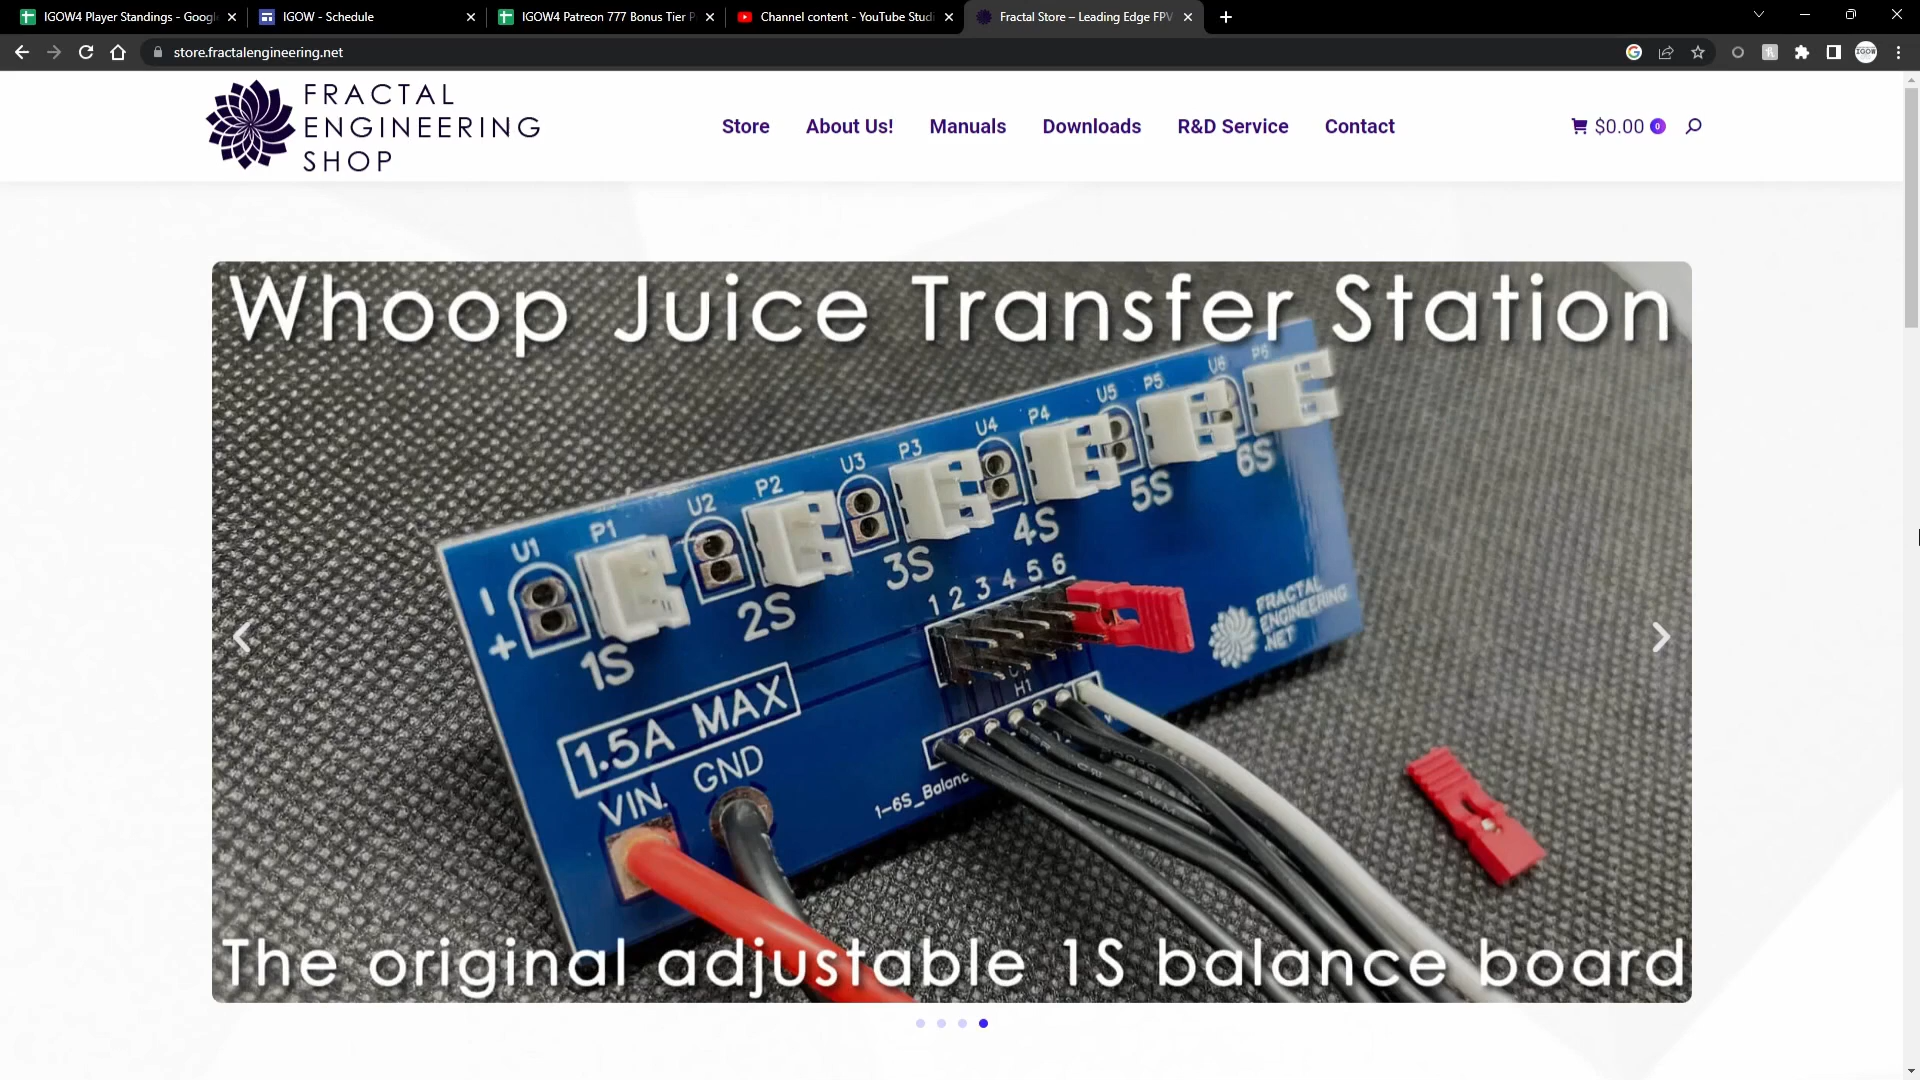 IGOW4 Player Standings - Google
IGOW - Schedule
IGOW4 Patreon 777 Bonus Tier P
Channel content - YouTube Studi
Fractal Store – Leading Edge FPV
store.fractalengineering.net
FRACTAL
ENGINEERING
SHOP
Store
About Us!
Manuals
Downloads
R&D Service
Contact
$0.00
0
Whoop Juice Transfer Station
U1 P1 U2 P2 U3 P3 U4 P4 U5 P5 U6 P6
1S 2S 3S 4S 5S 6S
- +
1 2 3 4 5 6
FRACTAL
ENGINEERING
.NET
1.5A MAX
VIN.
GND
H1
1-6S_Balanc
The original adjustable 1S balance board